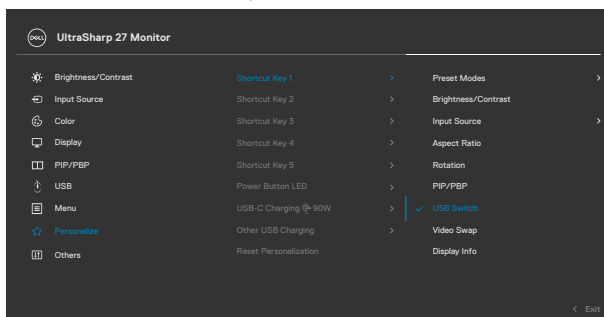 DELL UltraSharp 27 Monitor
Brightness/Contrast Shortcut Key 1 > Preset Modes >
Input Source Shortcut Key 2 > Brightness/Contrast
Color Shortcut Key 3 > Input Source >
Display Shortcut Key 4 > Aspect Ratio
PIP/PBP Shortcut Key 5 > Rotation
USB Power Button LED > PIP/PBP
Menu USB-C Charging 90W > ✓ USB Switch
Personalize Other USB Charging > Video Swap
Others Reset Personalization Display Info
< Exit